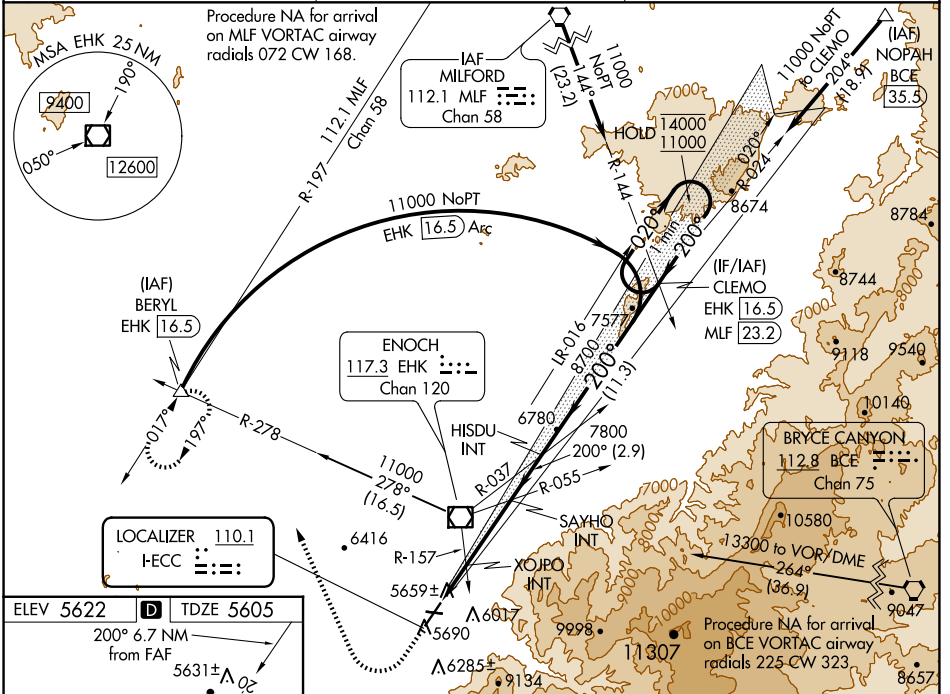 Procedure NA for arrival
on MLF VORTAC airway
radials 072 CW 168.
MSA EHK 25 NM
190°
9400
050°
12600
112.1 MLF
Chan 58
R-197
IAF
MILFORD
112.1 MLF
Chan 58
11000
NoPT
144°
(23.2)
R-144
7000
HOLD
14000
11000
11000 NoPT
to CLEMO
204°
(18.9)
(IAF)
NOPAH
BCE
35.5
020°
R-024
8674
8784
11000 NoPT
EHK 16.5 Arc
020°
1 min
200°
(IF/IAF)
CLEMO
EHK 16.5
MLF 23.2
8744
7000
(IAF)
BERYL
EHK 16.5
7577
LR-016
8700
200°
(11.3)
9118
9540
ENOCH
117.3 EHK
Chan 120
10140
017°
197°
R-278
6780
HISDU
INT
7800
200° (2.9)
BRYCE CANYON
112.8 BCE
Chan 75
11000
278°
(16.5)
R-037
R-055
7000
SAYHO
INT
10580
LOCALIZER 110.1
I-ECC
6416
R-157
XOJPO
INT
13300 to VOR/DME
264°
(36.9)
9047
5659±
5690
6017
9298
11307
Procedure NA for arrival
on BCE VORTAC airway
radials 225 CW 323.
6285±
9134
8657
ELEV 5622
D
TDZE 5605
200° 6.7 NM
from FAF
5631±
20